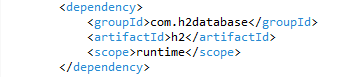 <dependency>
<groupId>com.h2database</groupId>
<artifactId>h2</artifactId>
<scope>runtime</scope>
</dependency>